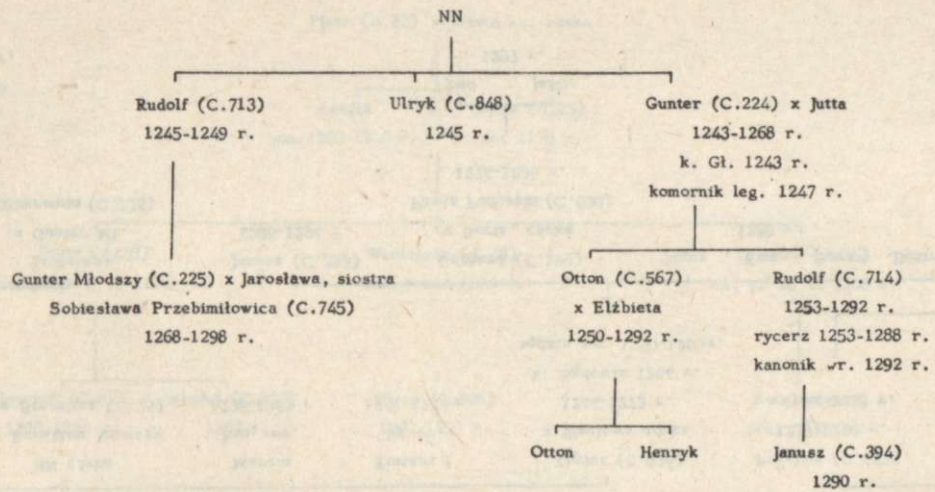 NN
Rudolf (C.713)
1245-1249 r.
Ulryk (C.848)
1245 r.
Gunter (C.224) x Jutta
1243-1268 r.
k. Gł. 1243 r.
komornik leg. 1247 r.
Gunter Młodszy (C.225) x Jarosława, siostra
Sobiesława Przebimiłowica (C.745)
1268-1298 r.
Otton (C.567)
x Elżbieta
1250-1292 r.
Rudolf (C.714)
1253-1292 r.
rycerz 1253-1288 r.
kanonik wr. 1292 r.
Otton
Henryk
Janusz (C.394)
1290 r.